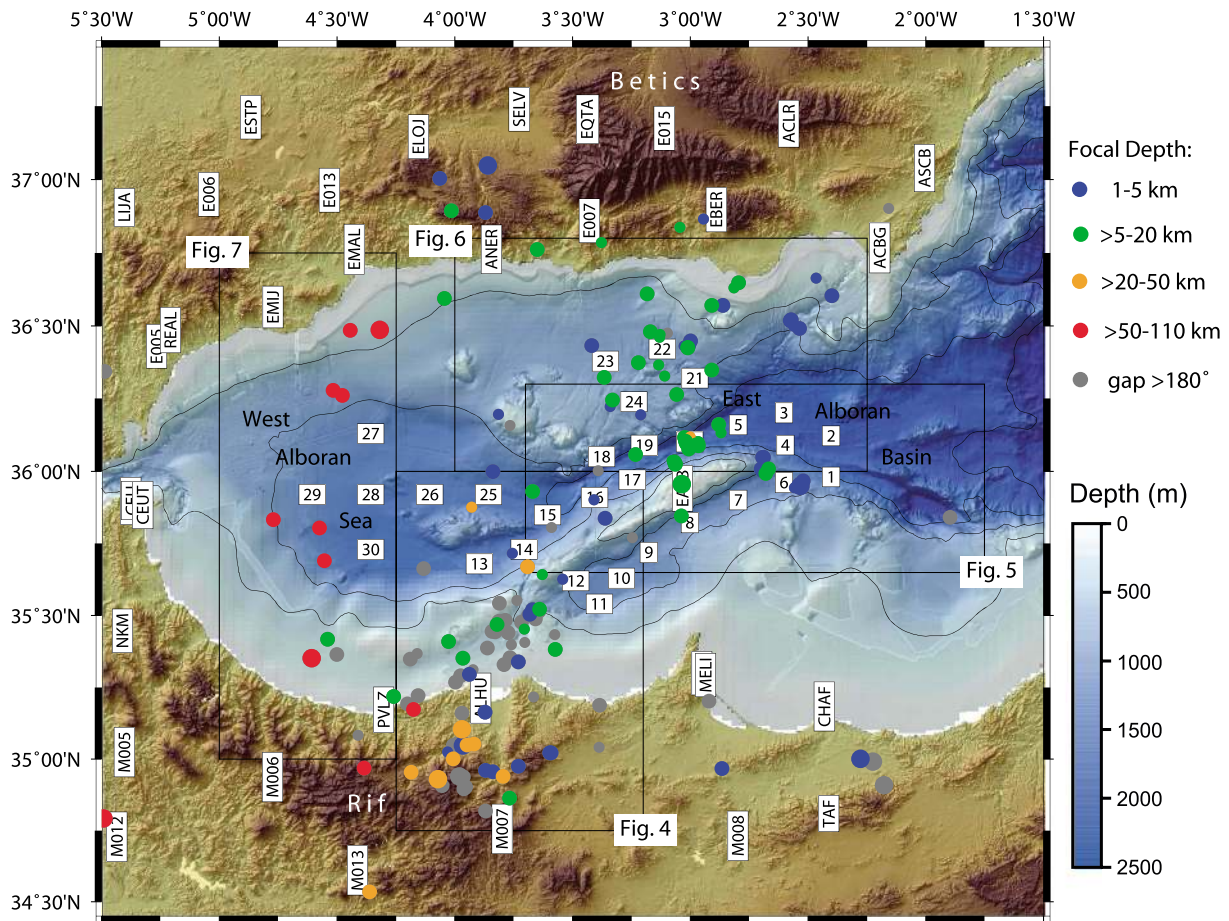 5°30'W 5°00'W 4°30'W 4°00'W 3°30'W 3°00'W 2°30'W 2°00'W 1°'30W
37°00'N
36°30'N
36°00'N
35°30'N
35°00'N
34°30'N
Betics
ESTP
SELV
EQTA
E015
ACLR
ELOJ
ASCB
LIJA
E006
E013
E007
EBER
EMAL
ANER
ACBG
Fig. 7
Fig. 6
EMIJ
E005
REAL
23
22
21
24
East
West
27
3
Alboran
5
2
4
19
18
Alboran
Basin
17
1
6
29
28
26
25
16
7
CEUT
Sea
15
8
30
14
9
13
12
10
Fig. 5
11
NKM
MELI
PVLZ
ALHU
CHAF
M005
M006
Rif
M007
Fig. 4
M008
TAF
M012
M013
Focal Depth:
1-5 km
>5-20 km
>20-50 km
>50-110 km
gap >180°
Depth (m)
0
500
1000
1500
2000
2500